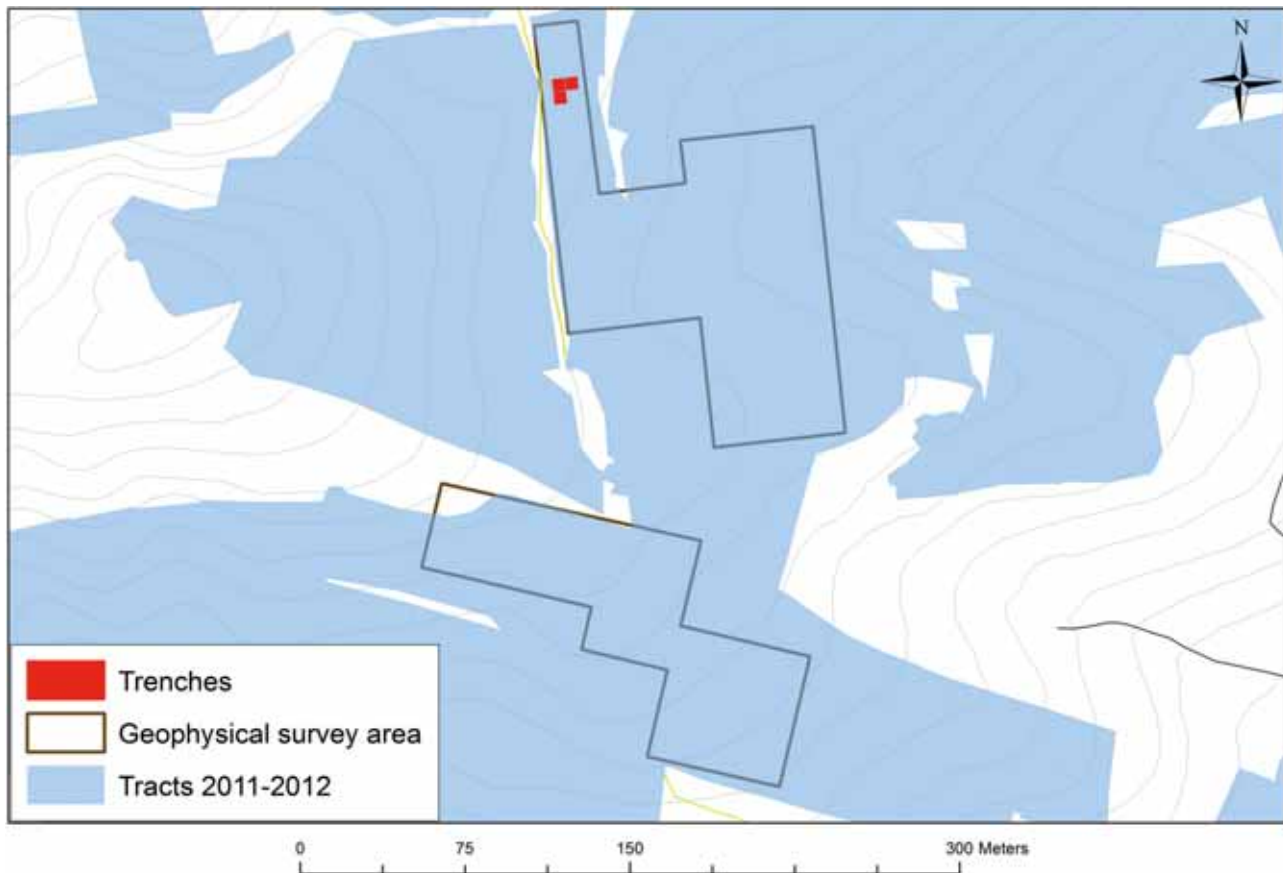 N
Trenches
Geophysical survey area
Tracts 2011-2012
0 75 150 300 Meters